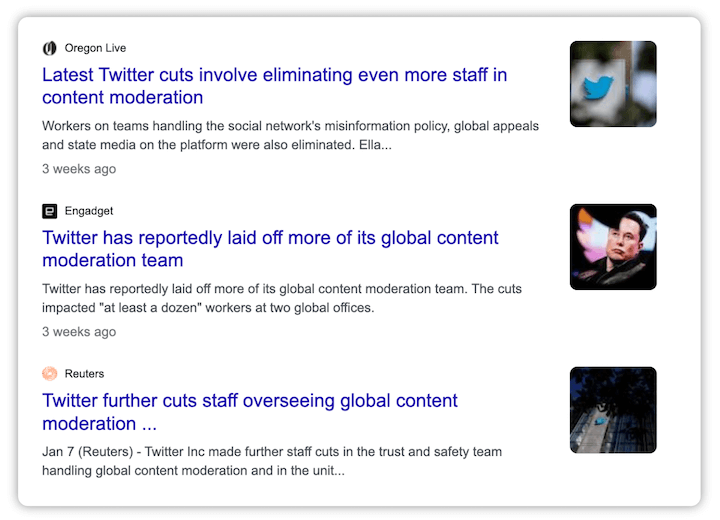 Oregon Live
Latest Twitter cuts involve eliminating even more staff in
content moderation
Workers on teams handling the social network's misinformation policy, global appeals
and state media on the platform were also eliminated. Ella...
3 weeks ago
Engadget
Twitter has reportedly laid off more of its global content
moderation team
Twitter has reportedly laid off more of its global content moderation team. The cuts
impacted "at least a dozen" workers at two global offices.
3 weeks ago
Reuters
Twitter further cuts staff overseeing global content
moderation ...
Jan 7 (Reuters) - Twitter Inc made further staff cuts in the trust and safety team
handling global content moderation and in the unit...